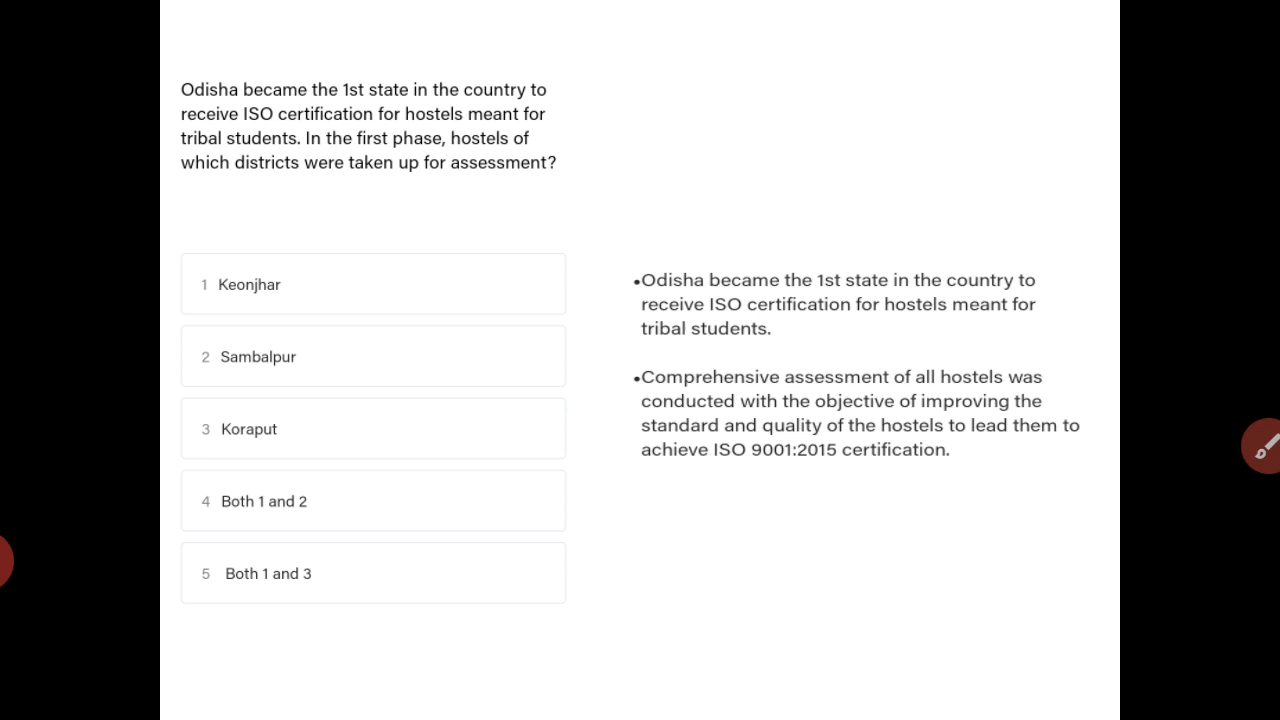 Odisha became the 1st state in the country to
receive ISO certification for hostels meant for
tribal students. In the first phase, hostels of
which districts were taken up for assessment?
1 Keonjhar
2 Sambalpur
3 Koraput
4 Both 1 and 2
5 Both 1 and 3
•Odisha became the 1st state in the country to
receive ISO certification for hostels meant for
tribal students.
•Comprehensive assessment of all hostels was
conducted with the objective of improving the
standard and quality of the hostels to lead them to
achieve ISO 9001:2015 certification.